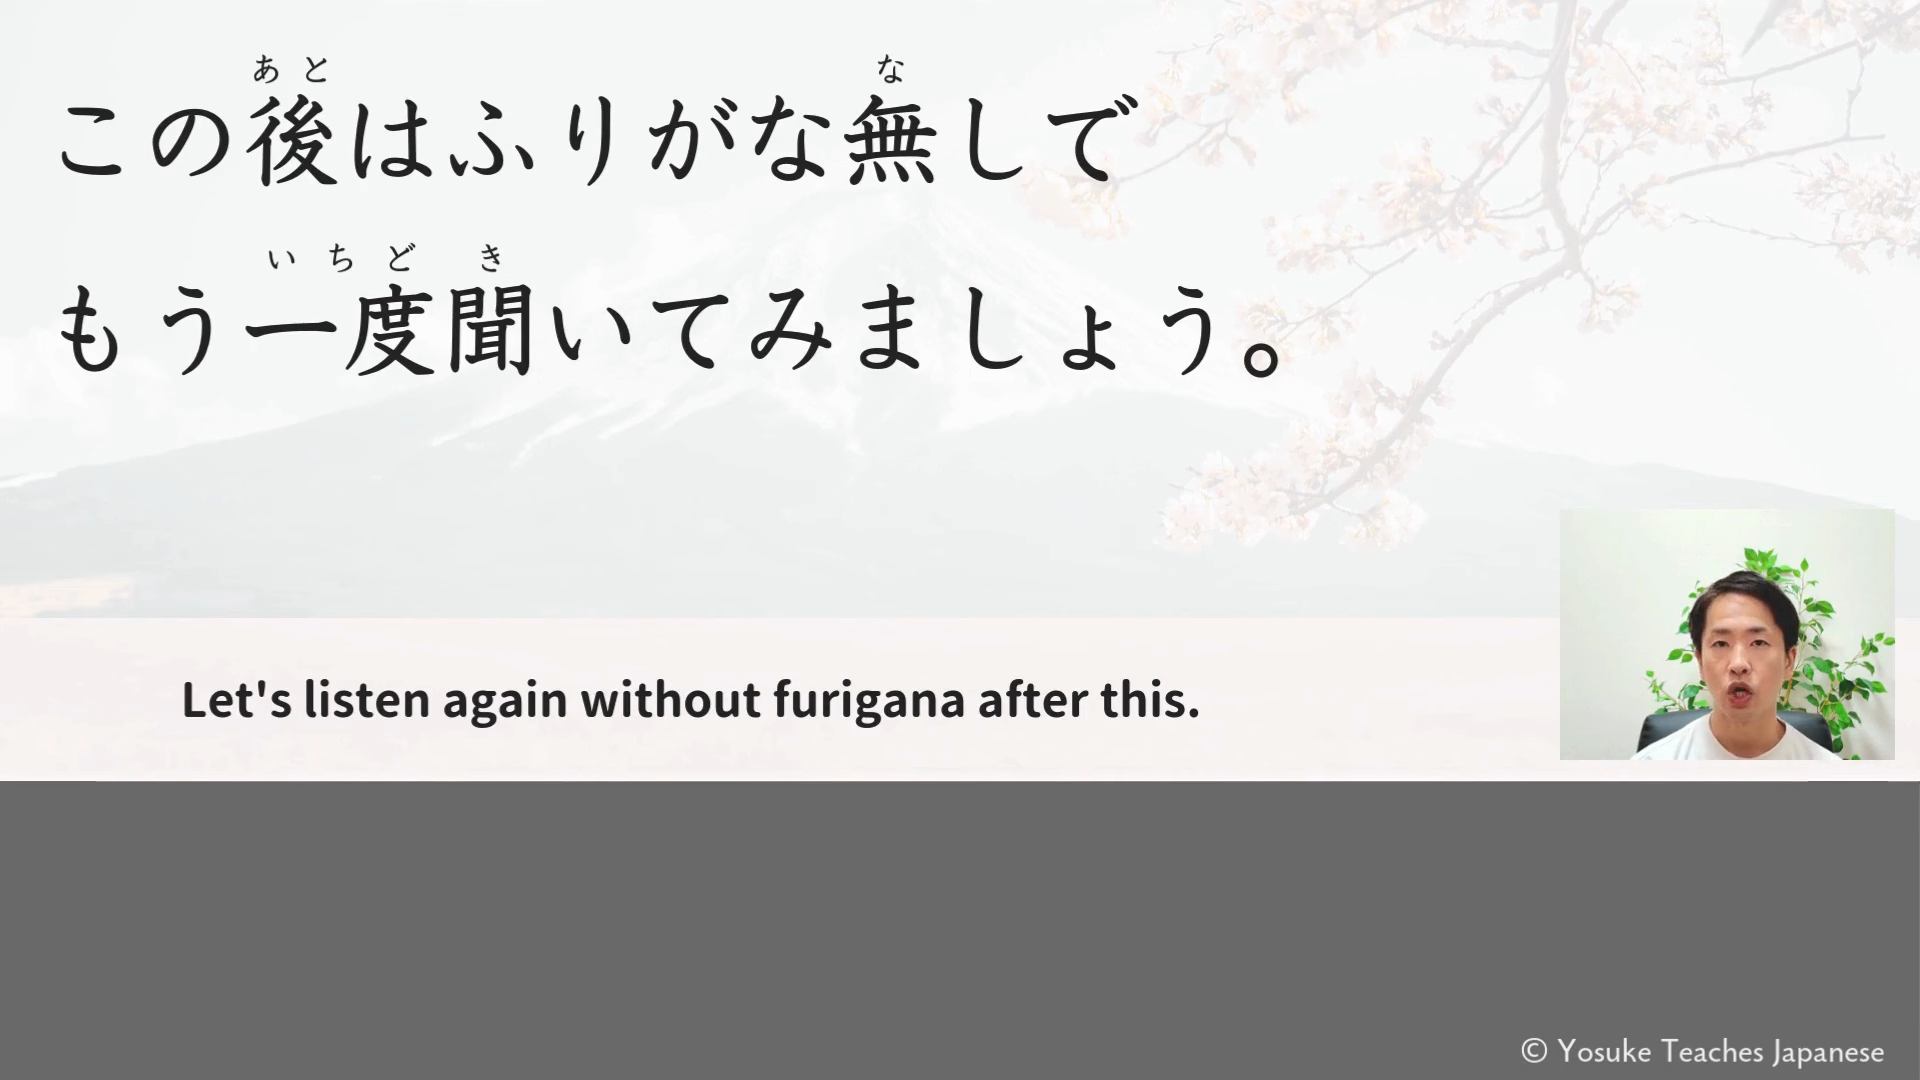 あと な
この後はふりがな無しで
いちど き
もう一度聞いてみましょう。
Let's listen again without furigana after this.
© Yosuke Teaches Japanese